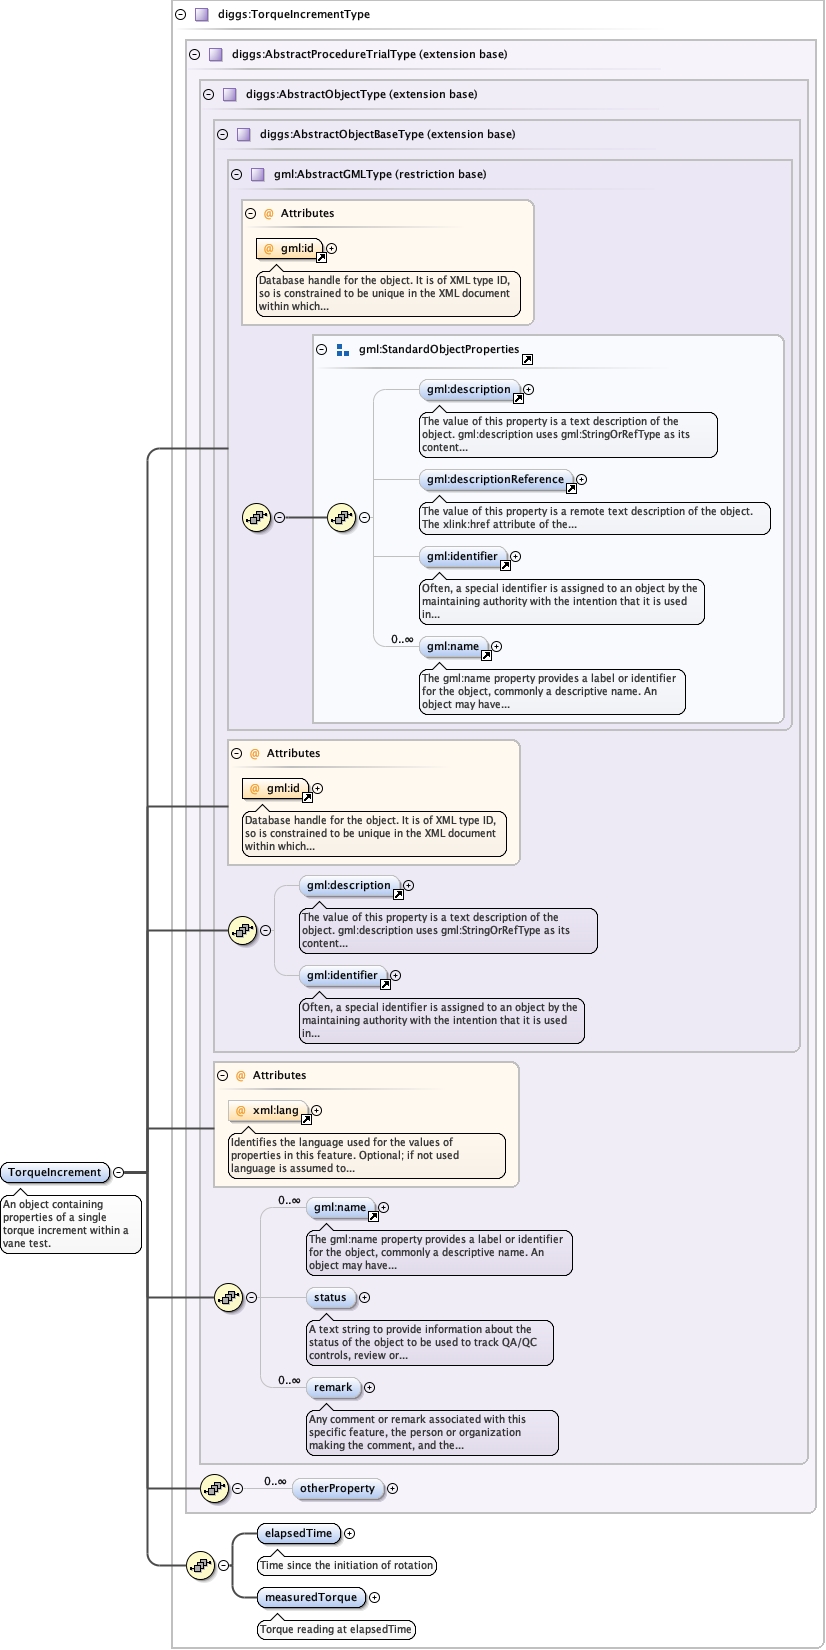 diggs:TorqueIncrementType
diggs:AbstractProcedureTrialType (extension base)
diggs:AbstractObjectType (extension base)
diggs:AbstractObjectBaseType (extension base)
gml:AbstractGMLType (restriction base)
@ Attributes
@ gml:id
Database handle for the object. It is of XML type ID,
so is constrained to be unique in the XML document
within which...
gml:StandardObjectProperties
gml:description
The value of this property is a text description of the
object. gml:description uses gml:StringOrRefType as its
content...
gml:descriptionReference
The value of this property is a remote text description of the object.
The xlink:href attribute of the...
gml:identifier
Often, a special identifier is assigned to an object by the
maintaining authority with the intention that it is used
in...
0..∞ gml:name
The gml:name property provides a label or identifier
for the object, commonly a descriptive name. An
object may have...
@ Attributes
@ gml:id
Database handle for the object. It is of XML type ID,
so is constrained to be unique in the XML document
within which...
gml:description
The value of this property is a text description of the
object. gml:description uses gml:StringOrRefType as its
content...
gml:identifier
Often, a special identifier is assigned to an object by the
maintaining authority with the intention that it is used
in...
@ Attributes
@ xml:lang
Identifies the language used for the values of
properties in this feature. Optional; if not used
language is assumed to...
TorqueIncrement
An object containing
properties of a single
torque increment within a
vane test.
0..∞ gml:name
The gml:name property provides a label or identifier
for the object, commonly a descriptive name. An
object may have...
status
A text string to provide information about the
status of the object to be used to track QA/QC
controls, review or...
0..∞ remark
Any comment or remark associated with this
specific feature, the person or organization
making the comment, and the...
0..∞ otherProperty
elapsedTime
Time since the initiation of rotation
measuredTorque
Torque reading at elapsedTime